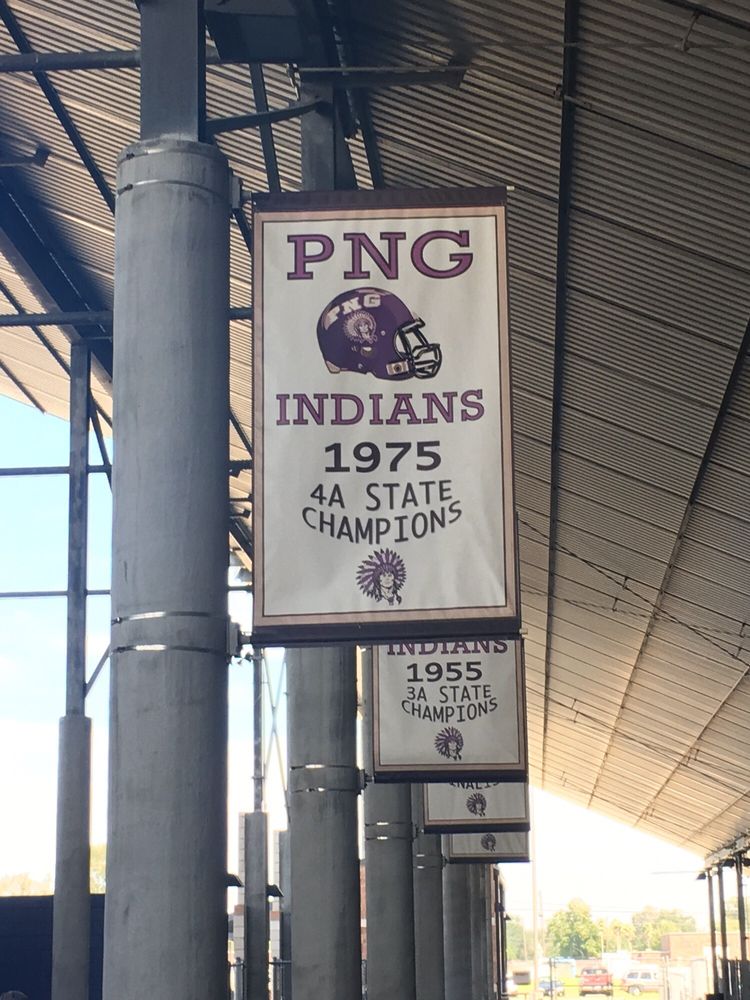 PNG
PNG
INDIANS
1975
4A STATE
CHAMPIONS
INDIANS
1955
3A STATE
CHAMPIONS